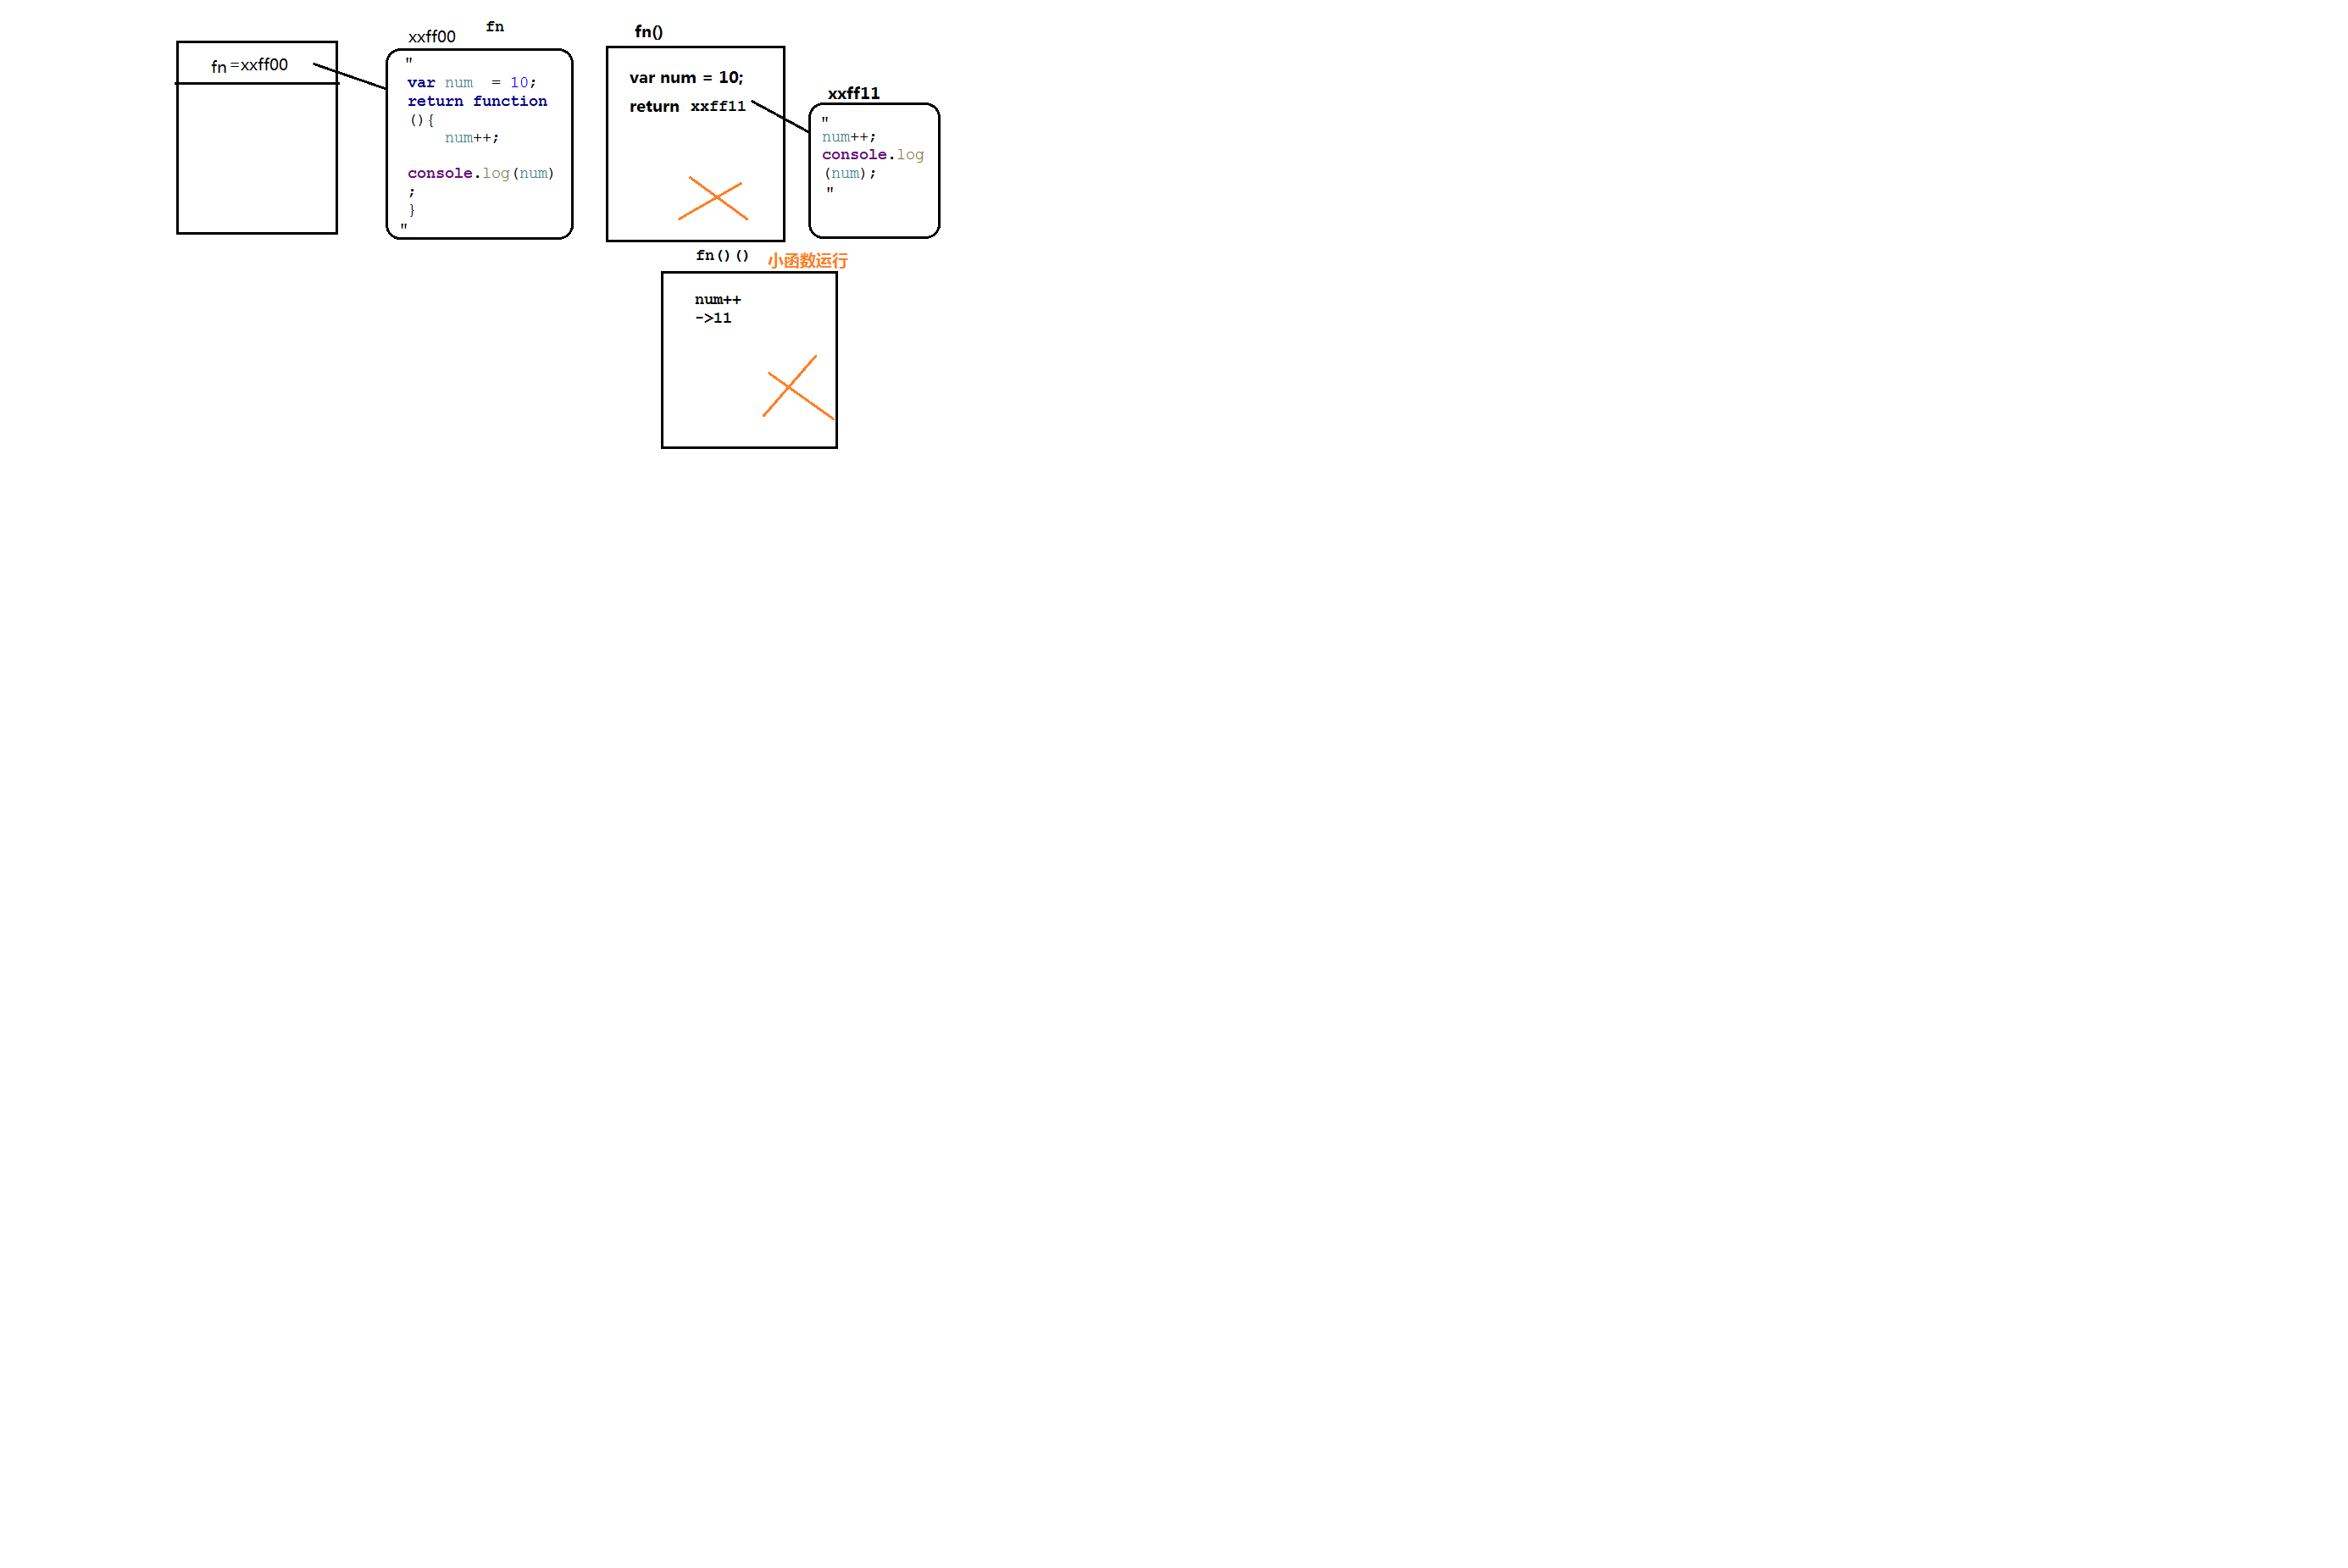 fn=xxff00
xxff00
fn
"
var num  = 10;
return function
(){
    num++;
console.log(num)
;
}
"
fn()
var num = 10;
return xxff11
xxff11
"
num++;
console.log
(num);
"
fn()()
小函数运行
num++
->11